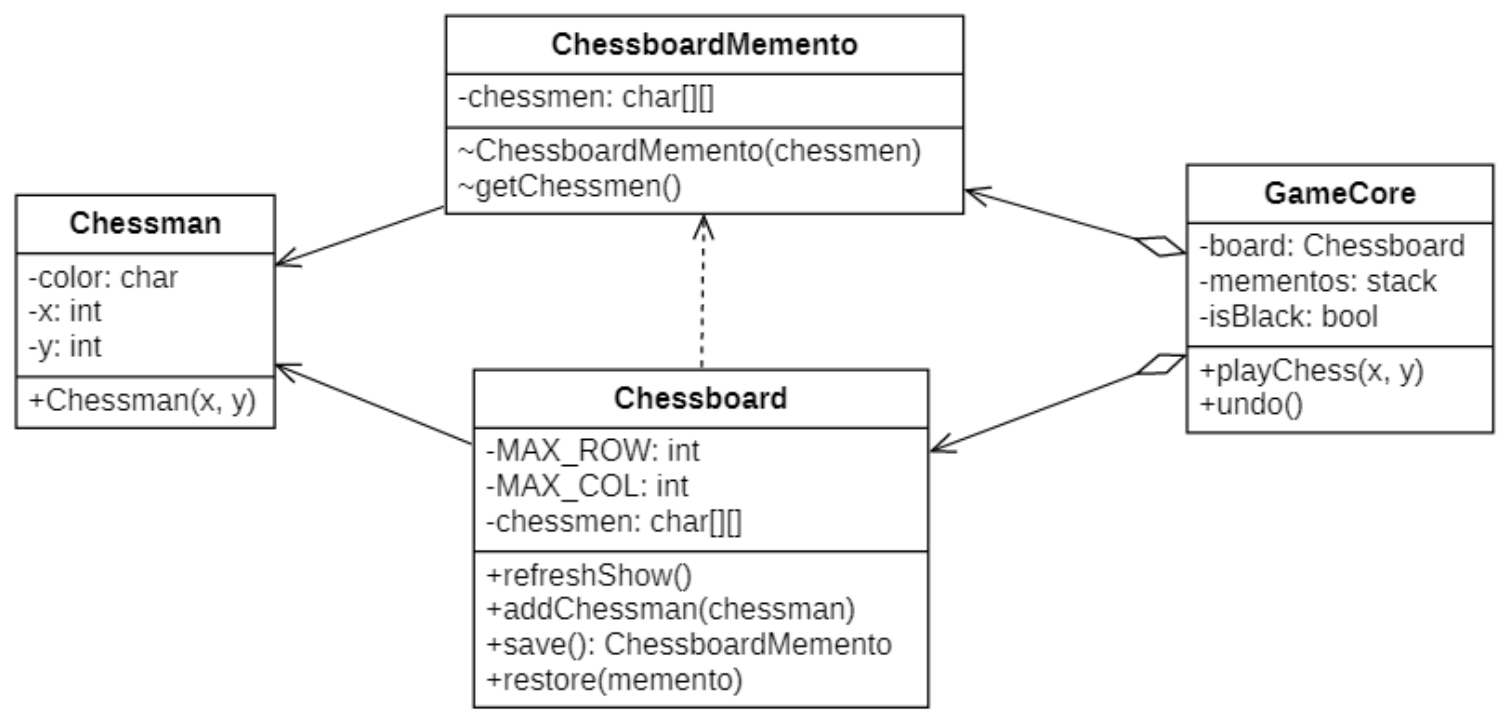 ChessboardMemento
-chessmen: char[][]
~ChessboardMemento(chessmen)
~getChessmen()
Chessman
-color: char
-x: int
-y: int
+Chessman(x, y)
Chessboard
-MAX_ROW: int
-MAX_COL: int
-chessmen: char[][]
+refreshShow()
+addChessman(chessman)
+save(): ChessboardMemento
+restore(memento)
GameCore
-board: Chessboard
-mementos: stack
-isBlack: bool
+playChess(x, y)
+undo()